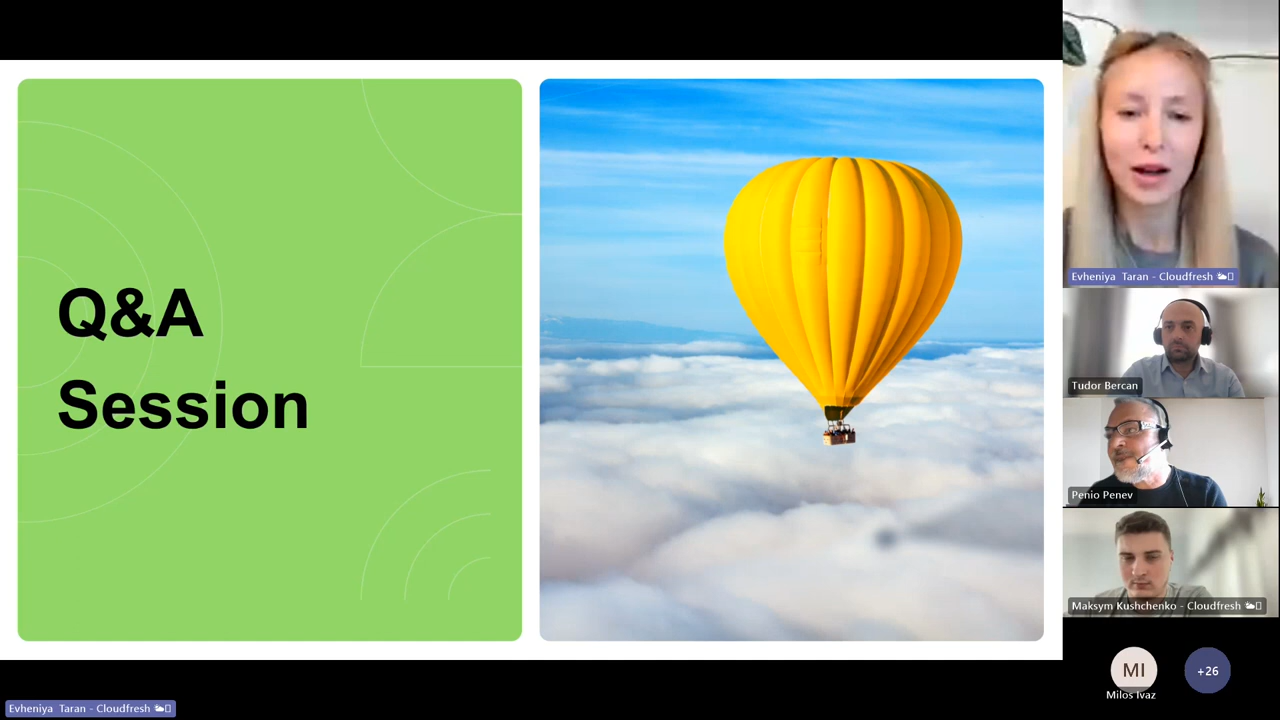 Q&A
Session
Evheniya Taran - Cloudfresh
Tudor Bercan
Penio Penev
Maksym Kushchenko - Cloudfresh
MI
+26
Milos Ivaz
Evheniya Taran - Cloudfresh